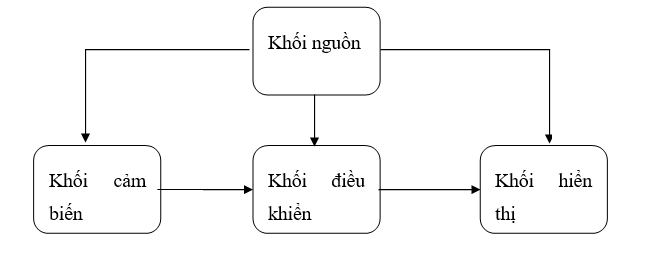 Khối nguồn
Khối cảm
biến
Khối điều
khiển
Khối hiển
thị